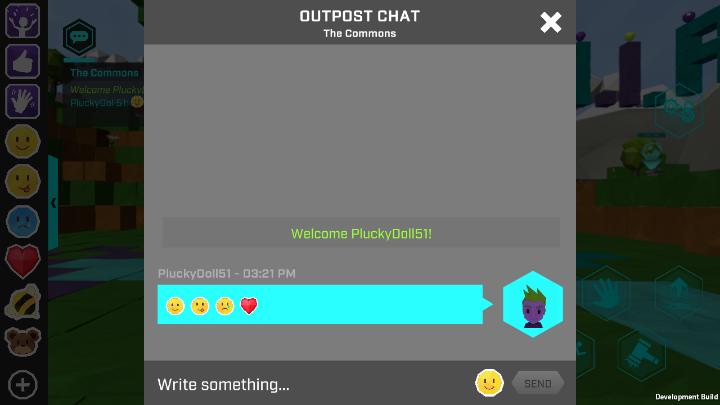 OUTPOST CHAT
The Commons
The Commons
Welcome PluckyD
PluckyDoll51:
Welcome PluckyDoll51!
PluckyDoll51 - 03:21 PM
Write something...
SEND
Development Build